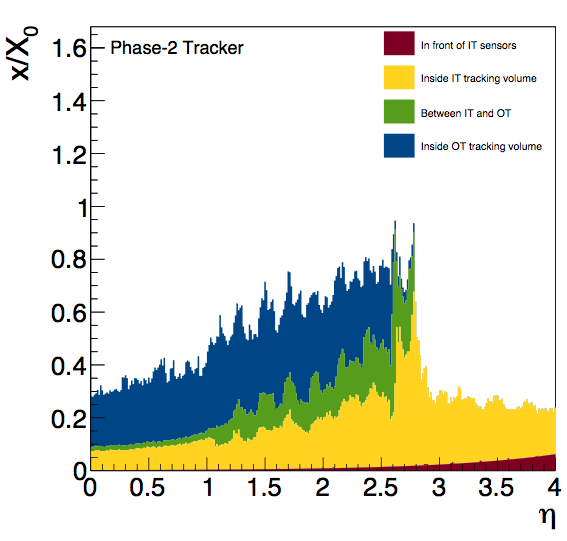 x/X0
Phase-2 Tracker
In front of IT sensors
Inside IT tracking volume
Between IT and OT
Inside OT tracking volume
1.6
1.4
1.2
1
0.8
0.6
0.4
0.2
0
0 0.5 1 1.5 2 2.5 3 3.5 4
η